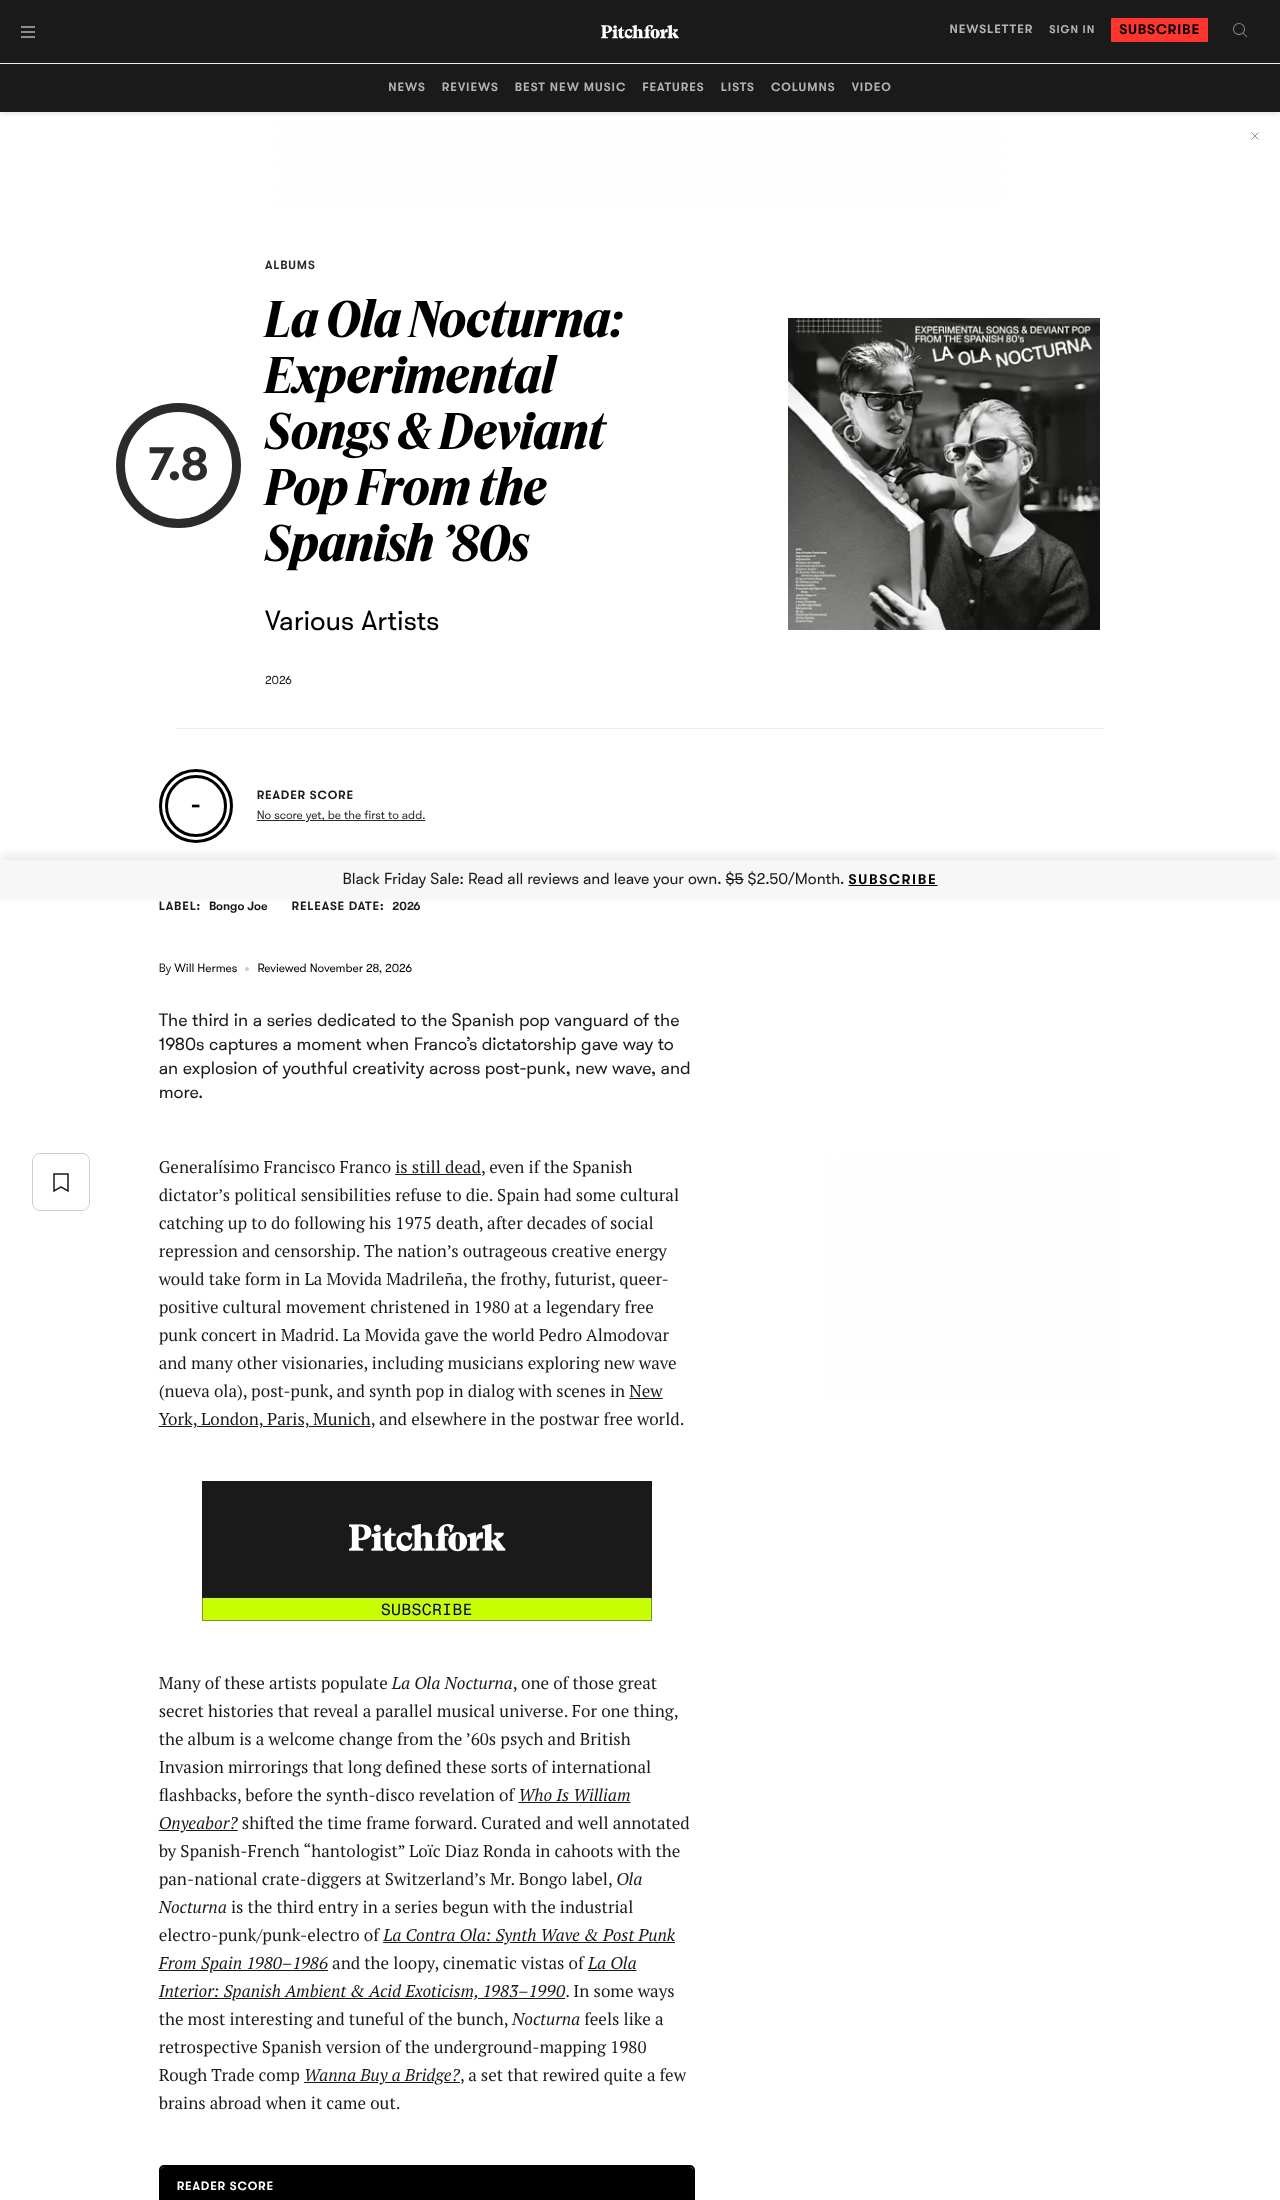 Pitchfork
NEWSLETTER SIGN IN SUBSCRIBE
NEWS REVIEWS BEST NEW MUSIC FEATURES LISTS COLUMNS VIDEO
ALBUMS
La Ola Nocturna:
Experimental
Songs & Deviant
Pop From the
Spanish ’80s
7.8
Various Artists
2026
EXPERIMENTAL SONGS & DEVIANT POP
FROM THE SPANISH 80's
LA OLA NOCTURNA
-
READER SCORE
No score yet, be the first to add.
Black Friday Sale: Read all reviews and leave your own. $5 $2.50/Month. SUBSCRIBE
LABEL: Bongo Joe RELEASE DATE: 2026
By Will Hermes • Reviewed November 28, 2026
The third in a series dedicated to the Spanish pop vanguard of the
1980s captures a moment when Franco’s dictatorship gave way to
an explosion of youthful creativity across post-punk, new wave, and
more.
Generalísimo Francisco Franco is still dead, even if the Spanish
dictator’s political sensibilities refuse to die. Spain had some cultural
catching up to do following his 1975 death, after decades of social
repression and censorship. The nation’s outrageous creative energy
would take form in La Movida Madrileña, the frothy, futurist, queer-
positive cultural movement christened in 1980 at a legendary free
punk concert in Madrid. La Movida gave the world Pedro Almodovar
and many other visionaries, including musicians exploring new wave
(nueva ola), post-punk, and synth pop in dialog with scenes in New
York, London, Paris, Munich, and elsewhere in the postwar free world.
Pitchfork
SUBSCRIBE
Many of these artists populate La Ola Nocturna, one of those great
secret histories that reveal a parallel musical universe. For one thing,
the album is a welcome change from the ’60s psych and British
Invasion mirrorings that long defined these sorts of international
flashbacks, before the synth-disco revelation of Who Is William
Onyeabor? shifted the time frame forward. Curated and well annotated
by Spanish-French “hantologist” Loïc Diaz Ronda in cahoots with the
pan-national crate-diggers at Switzerland’s Mr. Bongo label, Ola
Nocturna is the third entry in a series begun with the industrial
electro-punk/punk-electro of La Contra Ola: Synth Wave & Post Punk
From Spain 1980–1986 and the loopy, cinematic vistas of La Ola
Interior: Spanish Ambient & Acid Exoticism, 1983–1990. In some ways
the most interesting and tuneful of the bunch, Nocturna feels like a
retrospective Spanish version of the underground-mapping 1980
Rough Trade comp Wanna Buy a Bridge?, a set that rewired quite a few
brains abroad when it came out.
READER SCORE